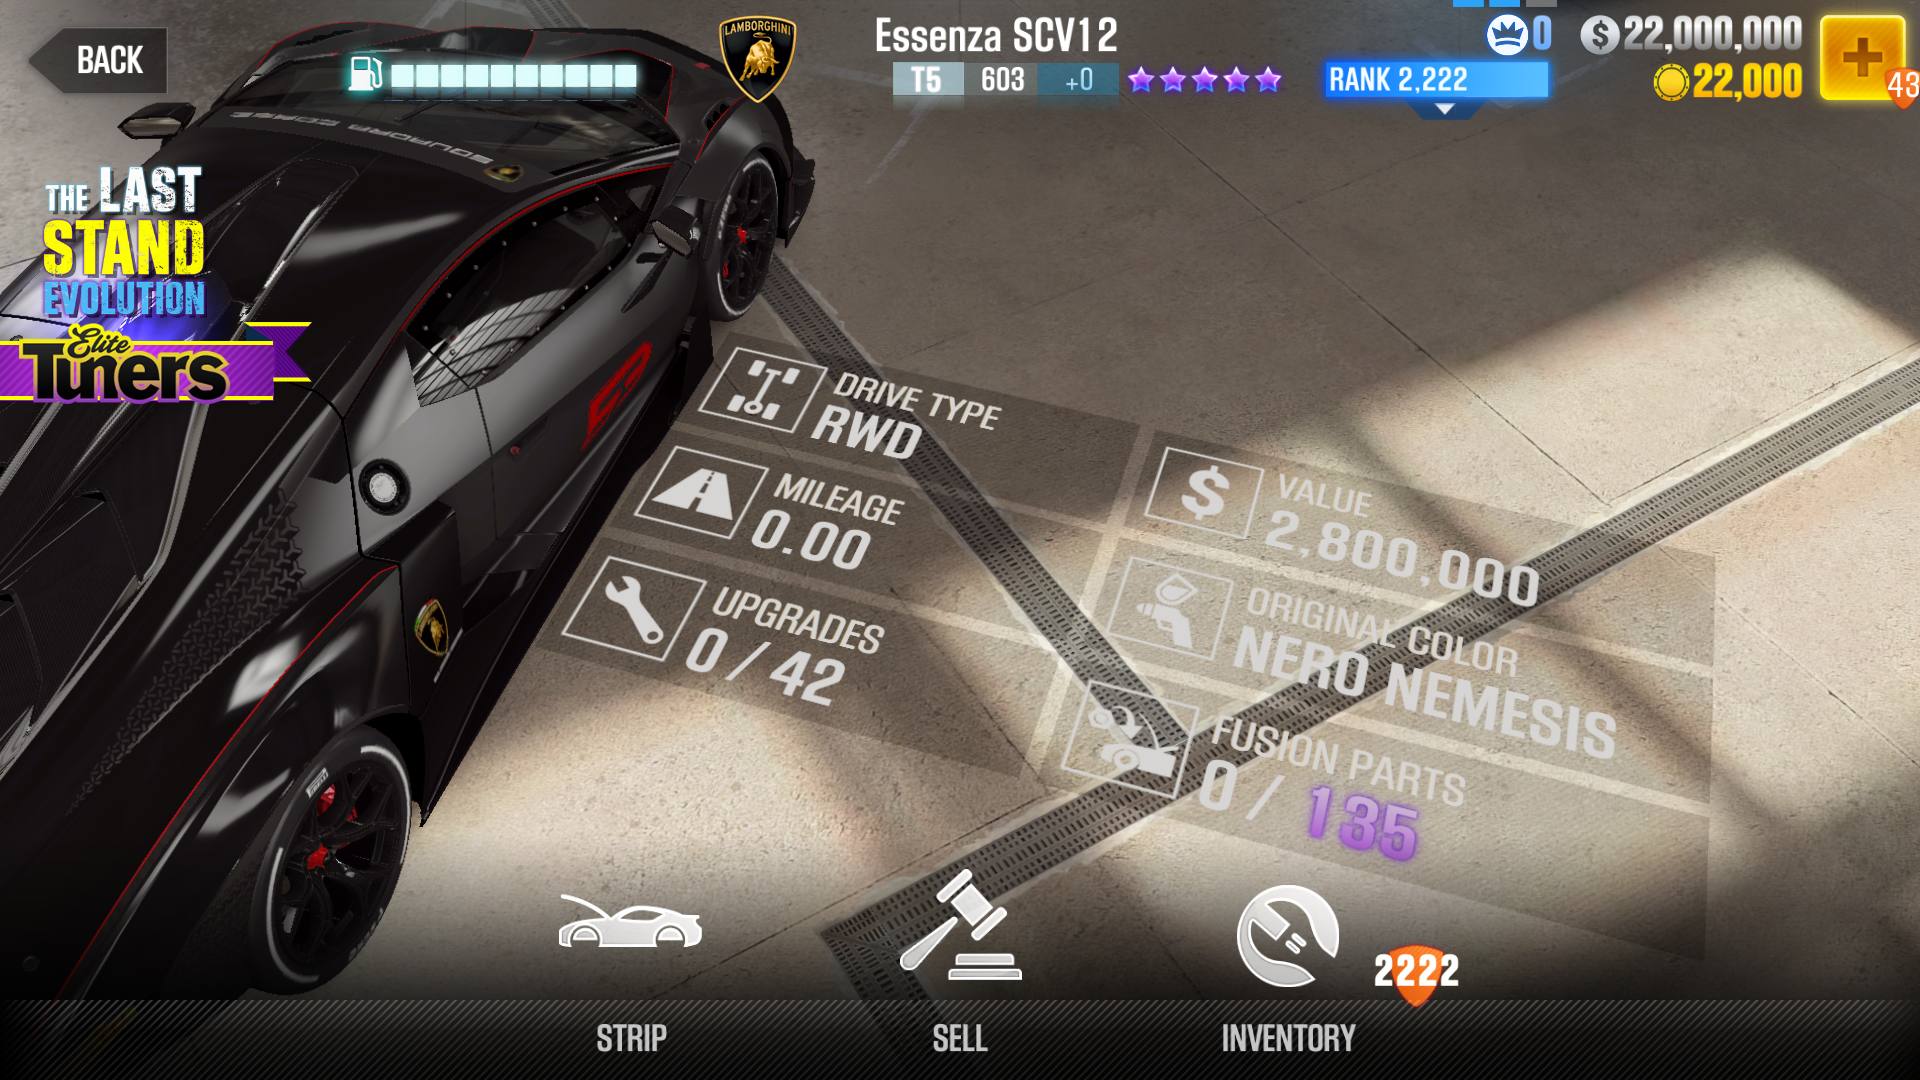 BACK
LAMBORGHINI
Essenza SCV12
T5 603 +0
RANK 2,222
0
22,000,000
22,000
43
SQUADRA CORSE
THE LAST
STAND
EVOLUTION
Elite
Tuners
DRIVE TYPE
RWD
MILEAGE
0.00
UPGRADES
0 / 42
VALUE
2,800,000
ORIGINAL COLOR
NERO NEMESIS
FUSION PARTS
0 / 135
PIRELLI
STRIP
SELL
INVENTORY
2222